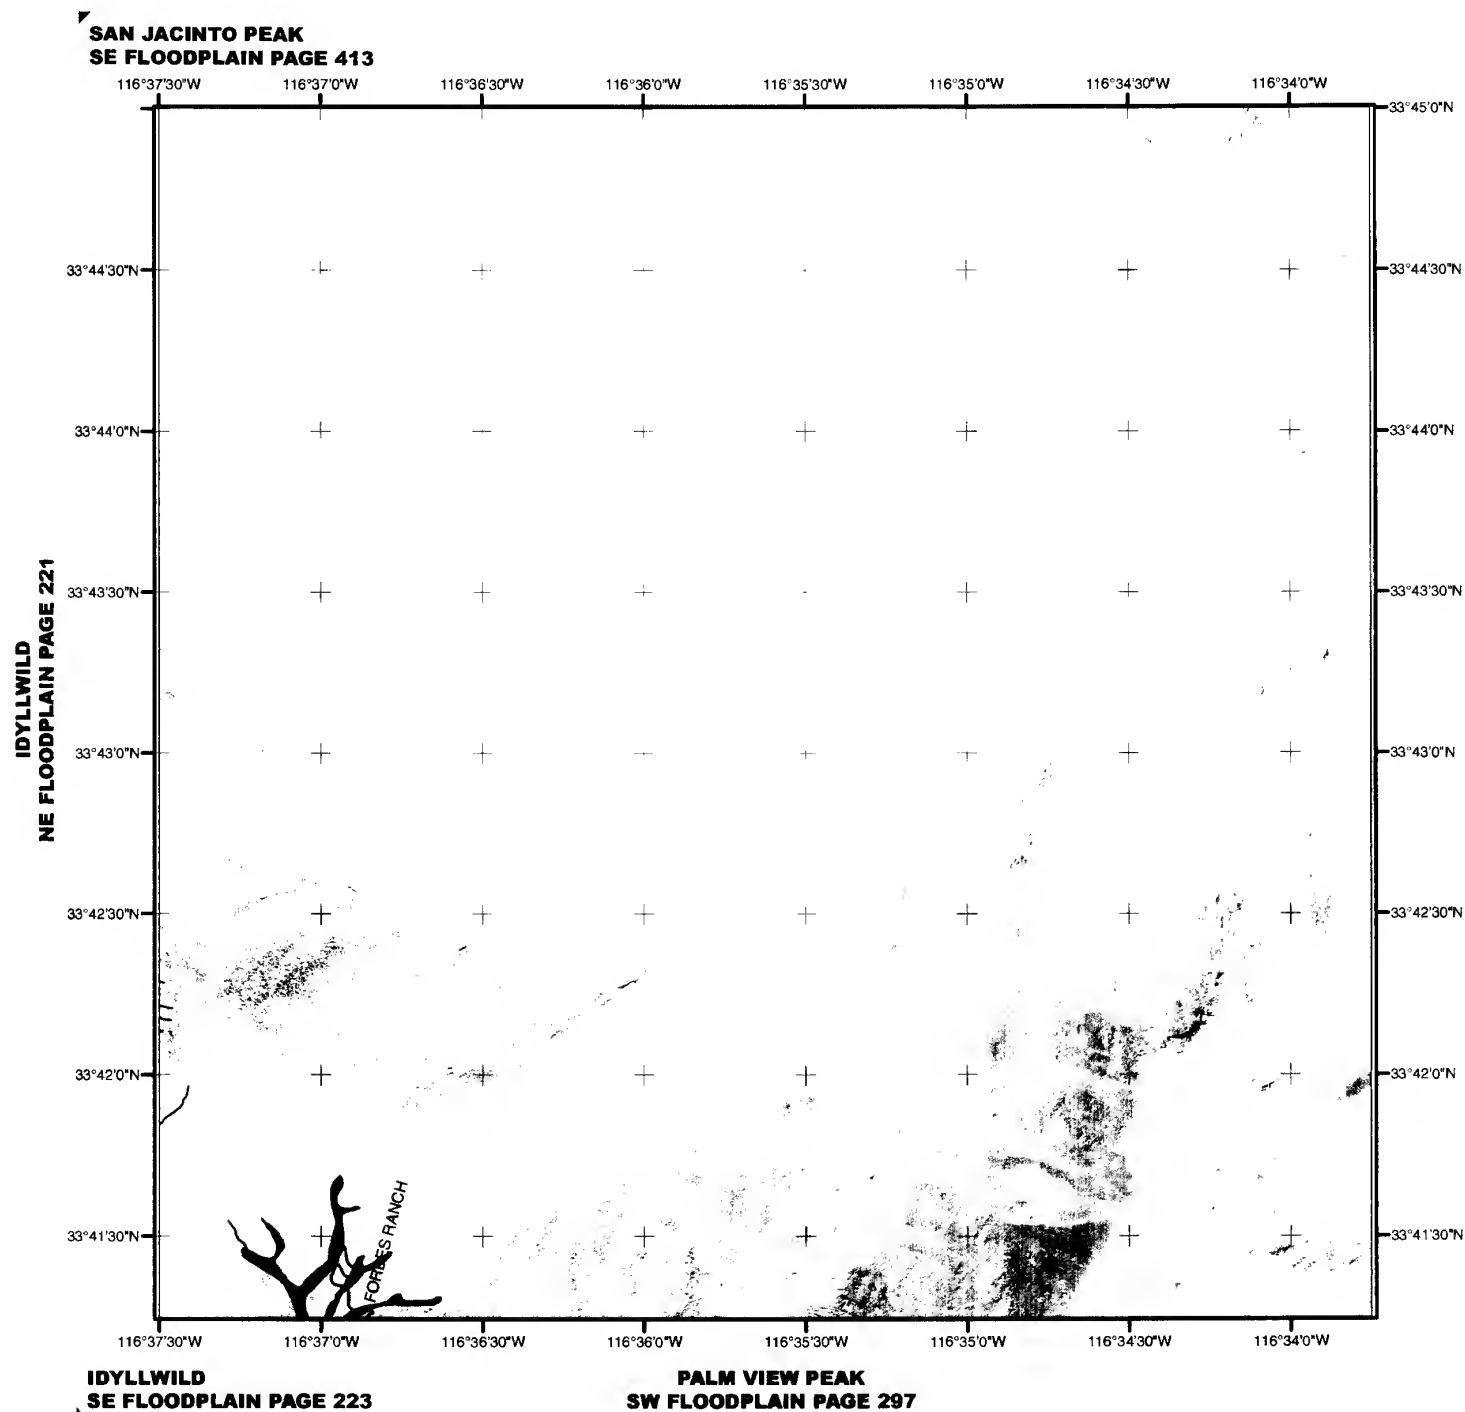 SAN JACINTO PEAK
SE FLOODPLAIN PAGE 413
116°37'30"W 116°37'0"W 116°36'30"W 116°36'0"W 116°35'30"W 116°35'0"W 116°34'30"W 116°34'0"W
33°45'0"N
33°44'30"N 33°44'30"N
33°44'0"N 33°44'0"N
33°43'30"N 33°43'30"N
IDYLLWILD
NE FLOODPLAIN PAGE 221
33°43'0"N 33°43'0"N
33°42'30"N 33°42'30"N
33°42'0"N 33°42'0"N
FORBES RANCH
33°41'30"N 33°41'30"N
116°37'30"W 116°37'0"W 116°36'30"W 116°36'0"W 116°35'30"W 116°35'0"W 116°34'30"W 116°34'0"W
IDYLLWILD
SE FLOODPLAIN PAGE 223
PALM VIEW PEAK
SW FLOODPLAIN PAGE 297